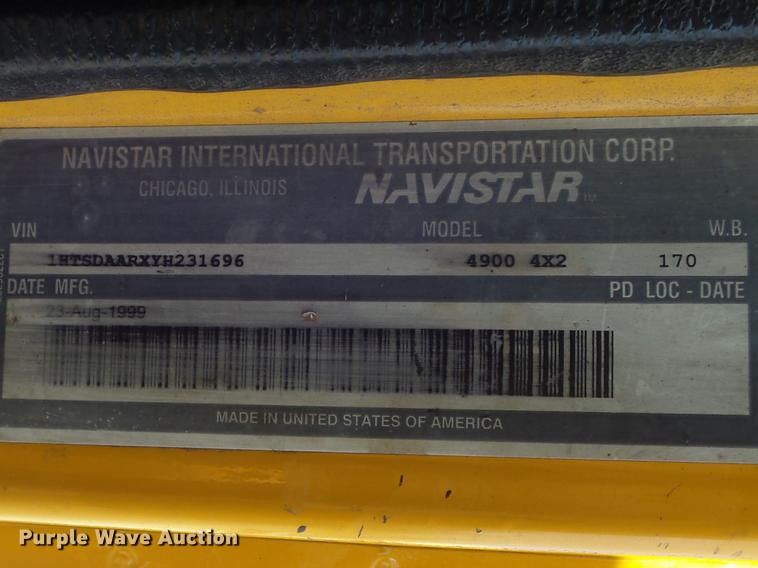 NAVISTAR INTERNATIONAL TRANSPORTATION CORP.
CHICAGO, ILLINOIS NAVISTAR™
VIN MODEL W.B.
1HTSDAARXYH231696 4900 4X2 170
DATE MFG. PD LOC - DATE
23-Aug-1999
MADE IN UNITED STATES OF AMERICA
Purple Wave Auction